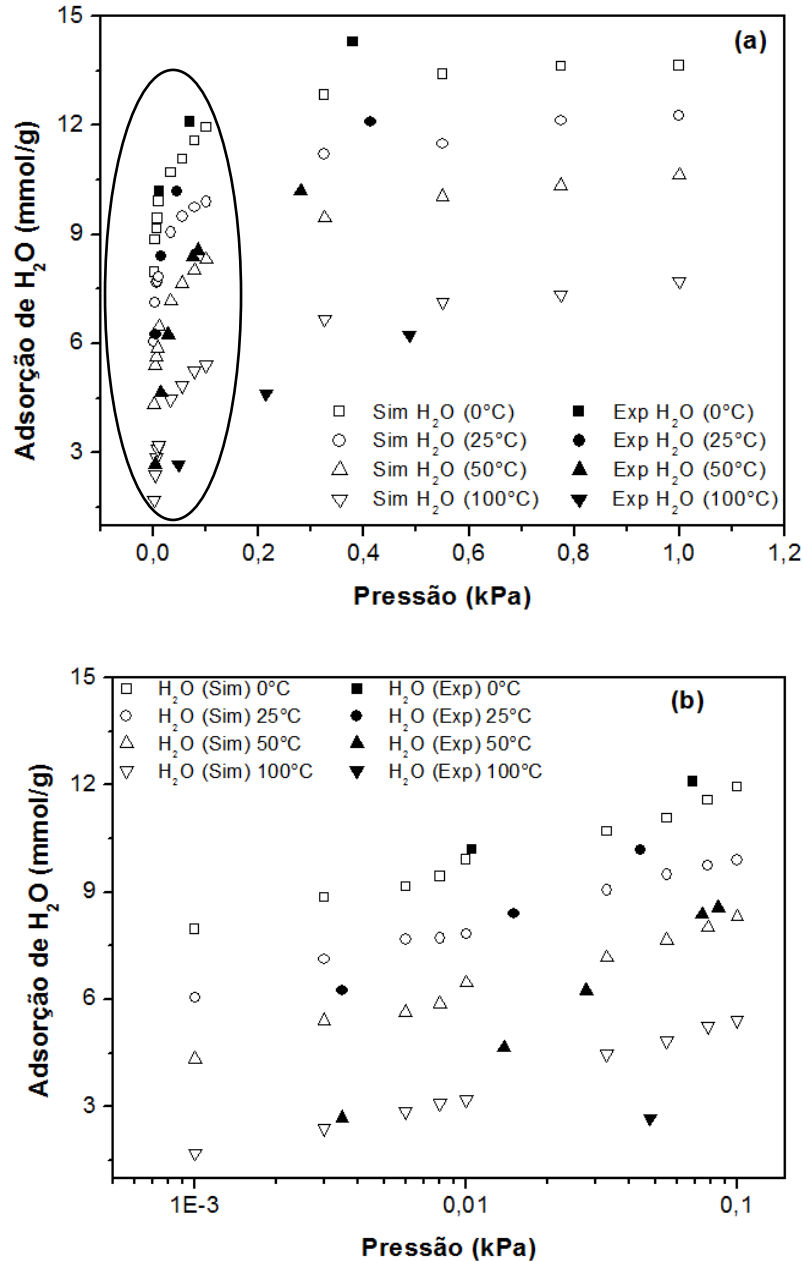 (a)
15
12
9
6
3
Adsorção de H₂O (mmol/g)
Sim H₂O (0°C)
Exp H₂O (0°C)
Sim H₂O (25°C)
Exp H₂O (25°C)
Sim H₂O (50°C)
Exp H₂O (50°C)
Sim H₂O (100°C)
Exp H₂O (100°C)
0,0 0,2 0,4 0,6 0,8 1,0 1,2
Pressão (kPa)
(b)
15
12
9
6
3
Adsorção de H₂O (mmol/g)
H₂O (Sim) 0°C
H₂O (Exp) 0°C
H₂O (Sim) 25°C
H₂O (Exp) 25°C
H₂O (Sim) 50°C
H₂O (Exp) 50°C
H₂O (Sim) 100°C
H₂O (Exp) 100°C
1E-3 0,01 0,1
Pressão (kPa)